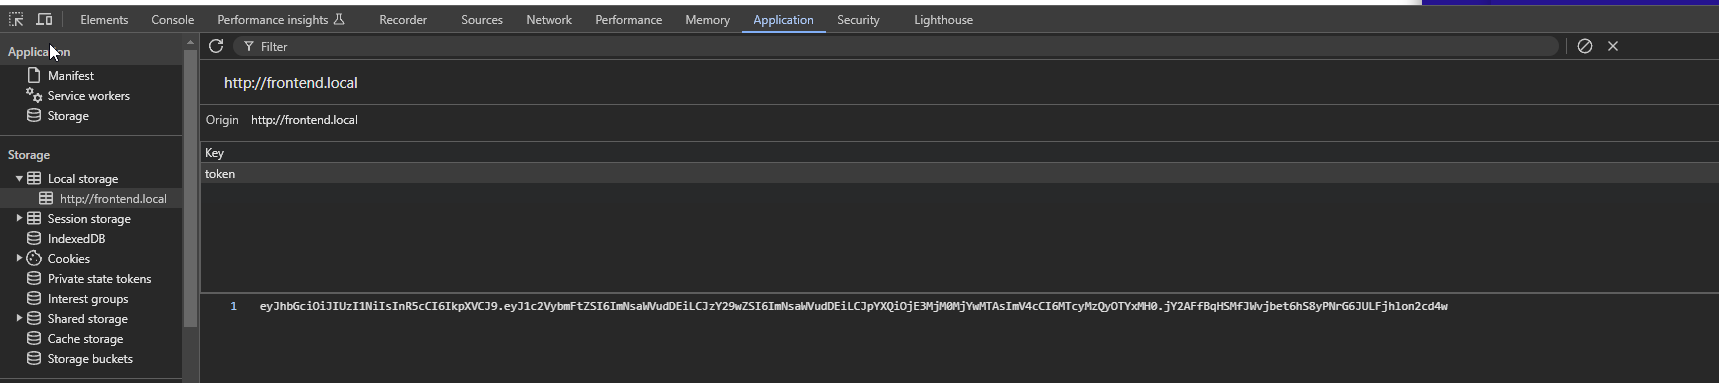 Elements Console Performance insights Recorder Sources Network Performance Memory Application Security Lighthouse
Application
Manifest
Service workers
Storage
Storage
Local storage
http://frontend.local
Session storage
IndexedDB
Cookies
Private state tokens
Interest groups
Shared storage
Cache storage
Storage buckets
Filter
http://frontend.local
Origin http://frontend.local
Key
token
1 eyJhbGciOiJIUzI1NiIsInR5cCI6IkpXVCJ9.eyJ1c2VybmFtZSI6ImNsaWVudDEiLCJzY29wZSI6ImNsaWVudDEiLCJpYXQiOjE3MjM0MjYwMTAsImV4cCI6MTcyMzQyOTYxMH0.jY2AFfBqHSMfJWvjbet6hS8yPNrG6JULFjhlon2cd4w